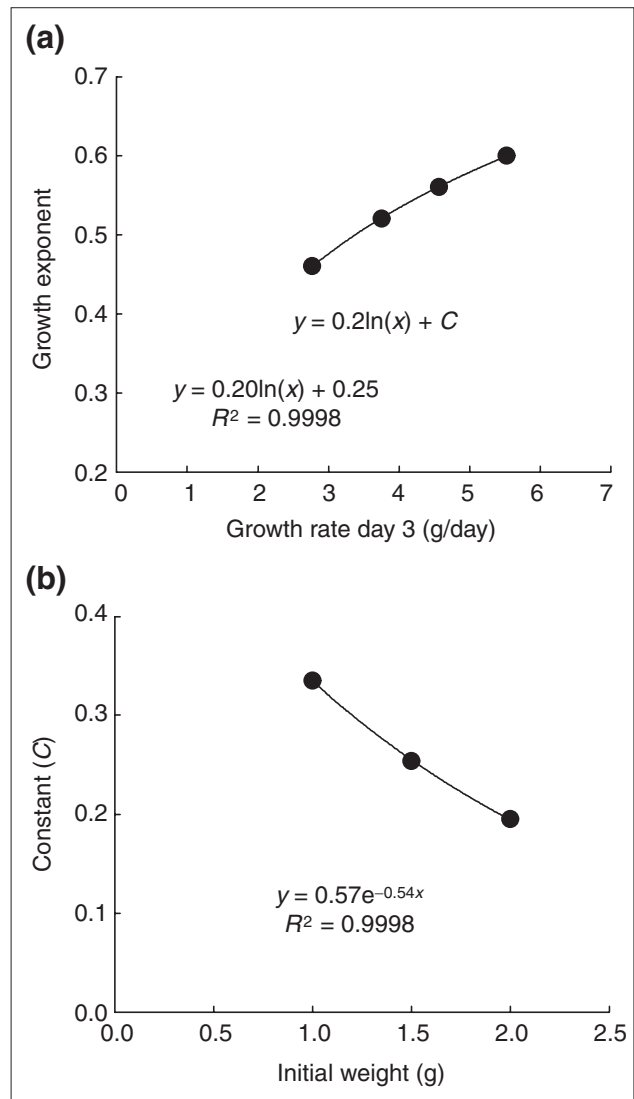 (a)
0.7
0.6
0.5
0.4
0.3
0.2
Growth exponent
y = 0.2ln(x) + C
y = 0.20ln(x) + 0.25
R² = 0.9998
0 1 2 3 4 5 6 7
Growth rate day 3 (g/day)
(b)
0.4
0.3
0.2
0.1
0.0
Constant (C)
y = 0.57e⁻⁰·⁵⁴ˣ
R² = 0.9998
0.0 0.5 1.0 1.5 2.0 2.5
Initial weight (g)